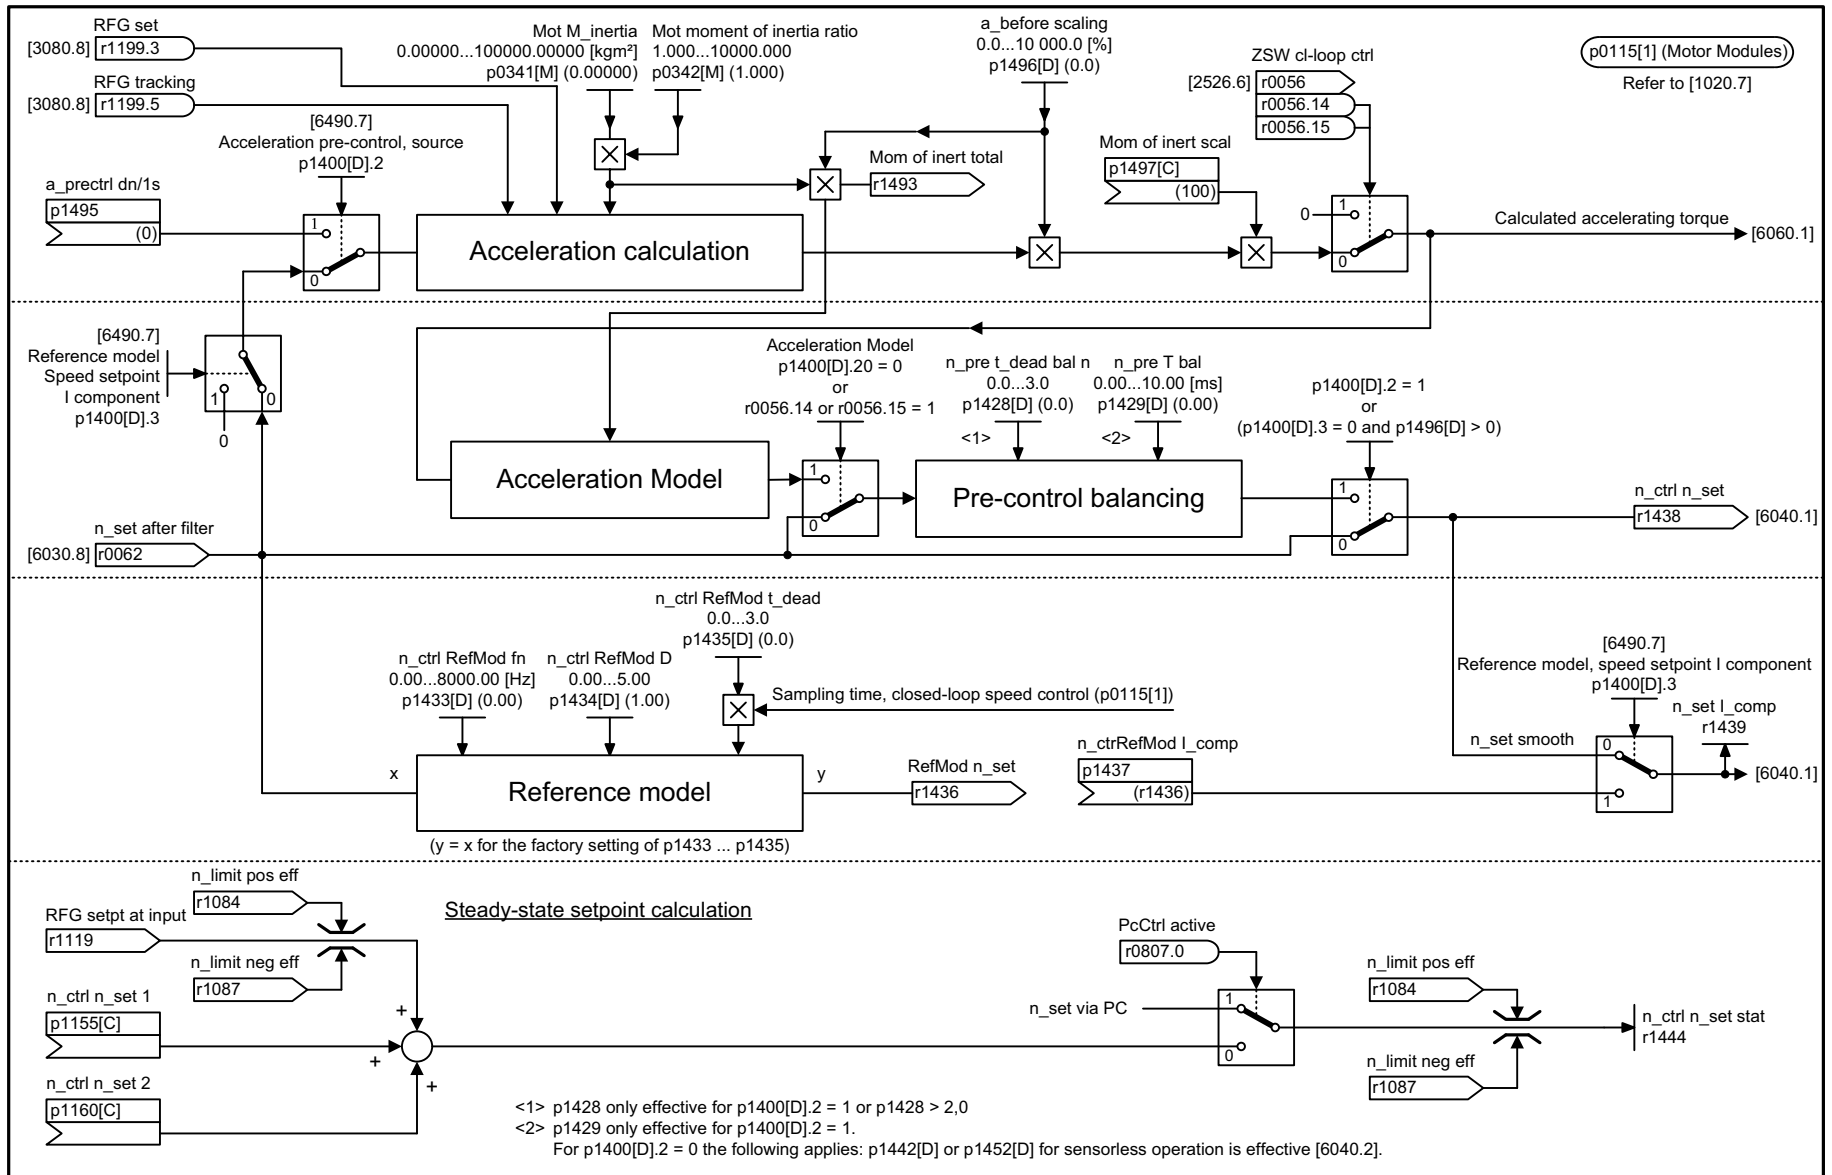 RFG set
[3080.8] r1199.3
RFG tracking
[3080.8] r1199.5
Mot M_inertia
0.00000...100000.00000 [kgm²]
p0341[M] (0.00000)
Mot moment of inertia ratio
1.000...10000.000
p0342[M] (1.000)
a_before scaling
0.0...10 000.0 [%]
p1496[D] (0.0)
ZSW cl-loop ctrl
[2526.6] r0056
r0056.14
r0056.15
p0115[1] (Motor Modules)
Refer to [1020.7]
[6490.7]
Acceleration pre-control, source
p1400[D].2
a_prectrl dn/1s
p1495
(0)
1
0
Acceleration calculation
Mom of inert total
r1493
Mom of inert scal
p1497[C]
(100)
0
1
0
Calculated accelerating torque
[6060.1]
[6490.7]
Reference model
Speed setpoint
I component
p1400[D].3
1
0
0
Acceleration Model
p1400[D].20 = 0
or
r0056.14 or r0056.15 = 1
n_pre t_dead bal n
0.0...3.0
p1428[D] (0.0)
<1>
n_pre T bal
0.00...10.00 [ms]
p1429[D] (0.00)
<2>
p1400[D].2 = 1
or
(p1400[D].3 = 0 and p1496[D] > 0)
Acceleration Model
1
0
Pre-control balancing
1
0
n_ctrl n_set
r1438
[6040.1]
n_set after filter
[6030.8] r0062
n_ctrl RefMod t_dead
0.0...3.0
p1435[D] (0.0)
n_ctrl RefMod fn
0.00...8000.00 [Hz]
p1433[D] (0.00)
n_ctrl RefMod D
0.00...5.00
p1434[D] (1.00)
Sampling time, closed-loop speed control (p0115[1])
[6490.7]
Reference model, speed setpoint I component
p1400[D].3
n_set I_comp
r1439
x
Reference model
y
RefMod n_set
r1436
n_ctrRefMod I_comp
p1437
(r1436)
n_set smooth
0
1
[6040.1]
(y = x for the factory setting of p1433 ... p1435)
Steady-state setpoint calculation
n_limit pos eff
r1084
RFG setpt at input
r1119
n_limit neg eff
r1087
n_ctrl n_set 1
p1155[C]
n_ctrl n_set 2
p1160[C]
+
+
+
PcCtrl active
r0807.0
n_set via PC
1
0
n_limit pos eff
r1084
n_limit neg eff
r1087
n_ctrl n_set stat
r1444
<1> p1428 only effective for p1400[D].2 = 1 or p1428 > 2,0
<2> p1429 only effective for p1400[D].2 = 1.
For p1400[D].2 = 0 the following applies: p1442[D] or p1452[D] for sensorless operation is effective [6040.2].